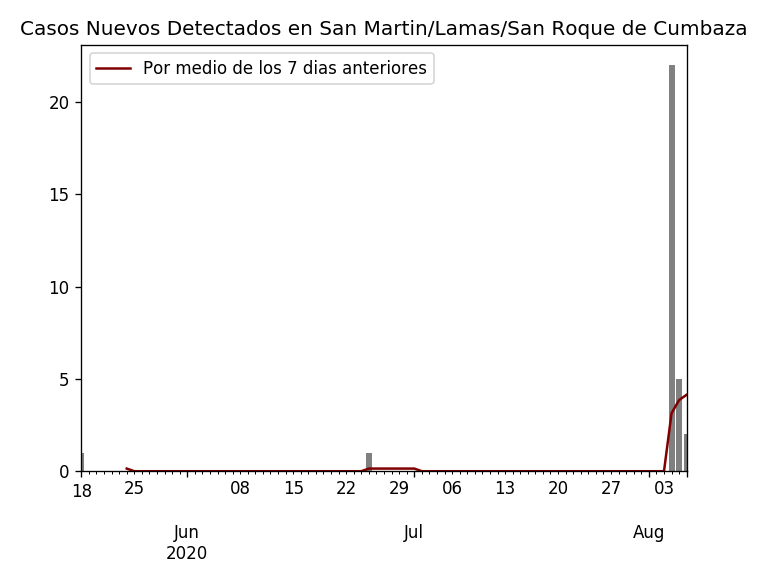 Casos Nuevos Detectados en San Martin/Lamas/San Roque de Cumbaza
Por medio de los 7 dias anteriores
20
15
10
5
0
18 25 08 15 22 29 06 13 20 27 03
Jun Jul Aug
2020